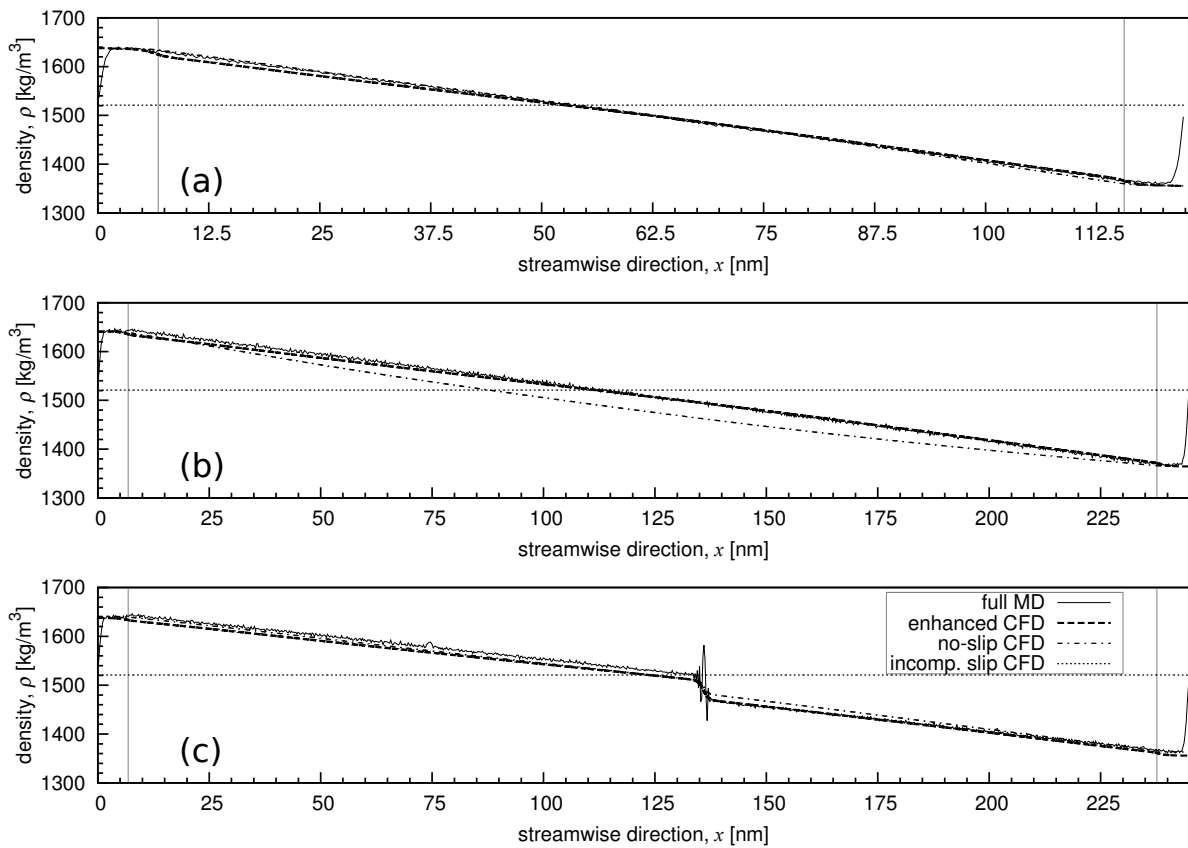 1700
1600
1500
1400
1300
density, ρ [kg/m³]
(a)
0 12.5 25 37.5 50 62.5 75 87.5 100 112.5
streamwise direction, x [nm]
1700
1600
1500
1400
1300
density, ρ [kg/m³]
(b)
0 25 50 75 100 125 150 175 200 225
streamwise direction, x [nm]
1700
1600
1500
1400
1300
density, ρ [kg/m³]
full MD
enhanced CFD
no-slip CFD
incomp. slip CFD
(c)
0 25 50 75 100 125 150 175 200 225
streamwise direction, x [nm]